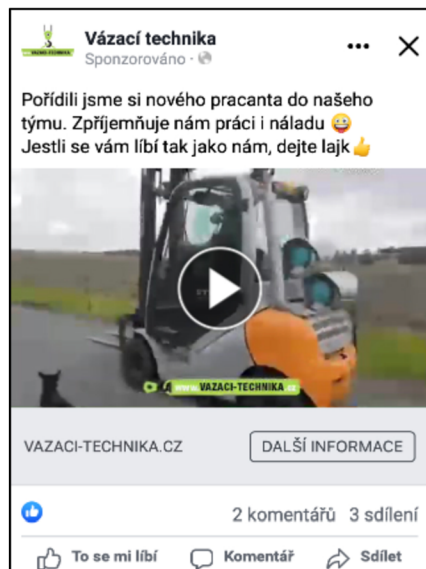 Vázací technika
Sponzorováno ·
Pořídili jsme si nového pracanta do našeho
týmu. Zpříjemňuje nám práci i náladu 😀
Jestli se vám líbí tak jako nám, dejte lajk👍
www.VAZACI-TECHNIKA.cz
VAZACI-TECHNIKA.CZ
DALŠÍ INFORMACE
2 komentářů 3 sdílení
To se mi líbí Komentář Sdílet